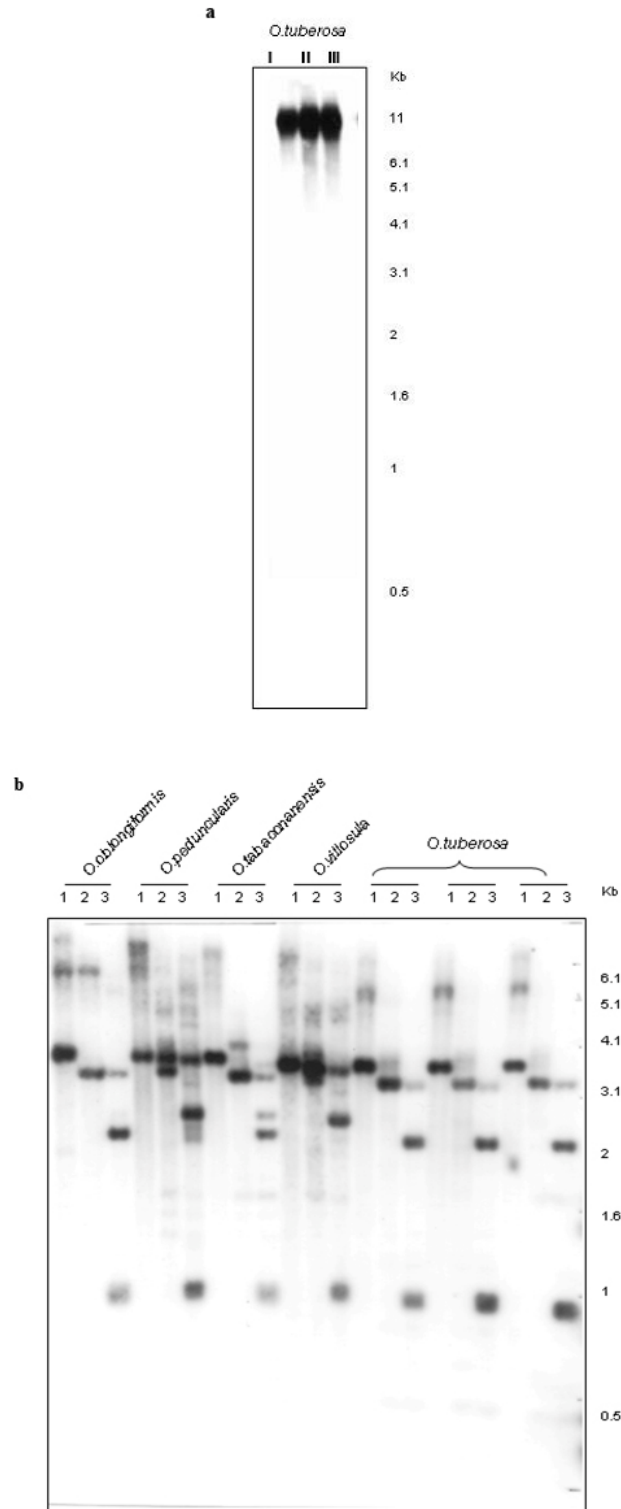 a
O.tuberosa
I II III
Kb
11
6.1
5.1
4.1
3.1
2
1.6
1
0.5
b
O.oblongiformis O.peduncularis O.tabaconanensis O.villosula O.tuberosa
Kb
1 2 3 1 2 3 1 2 3 1 2 3 1 2 3 1 2 3 1 2 3
6.1
5.1
4.1
3.1
2
1.6
1
0.5